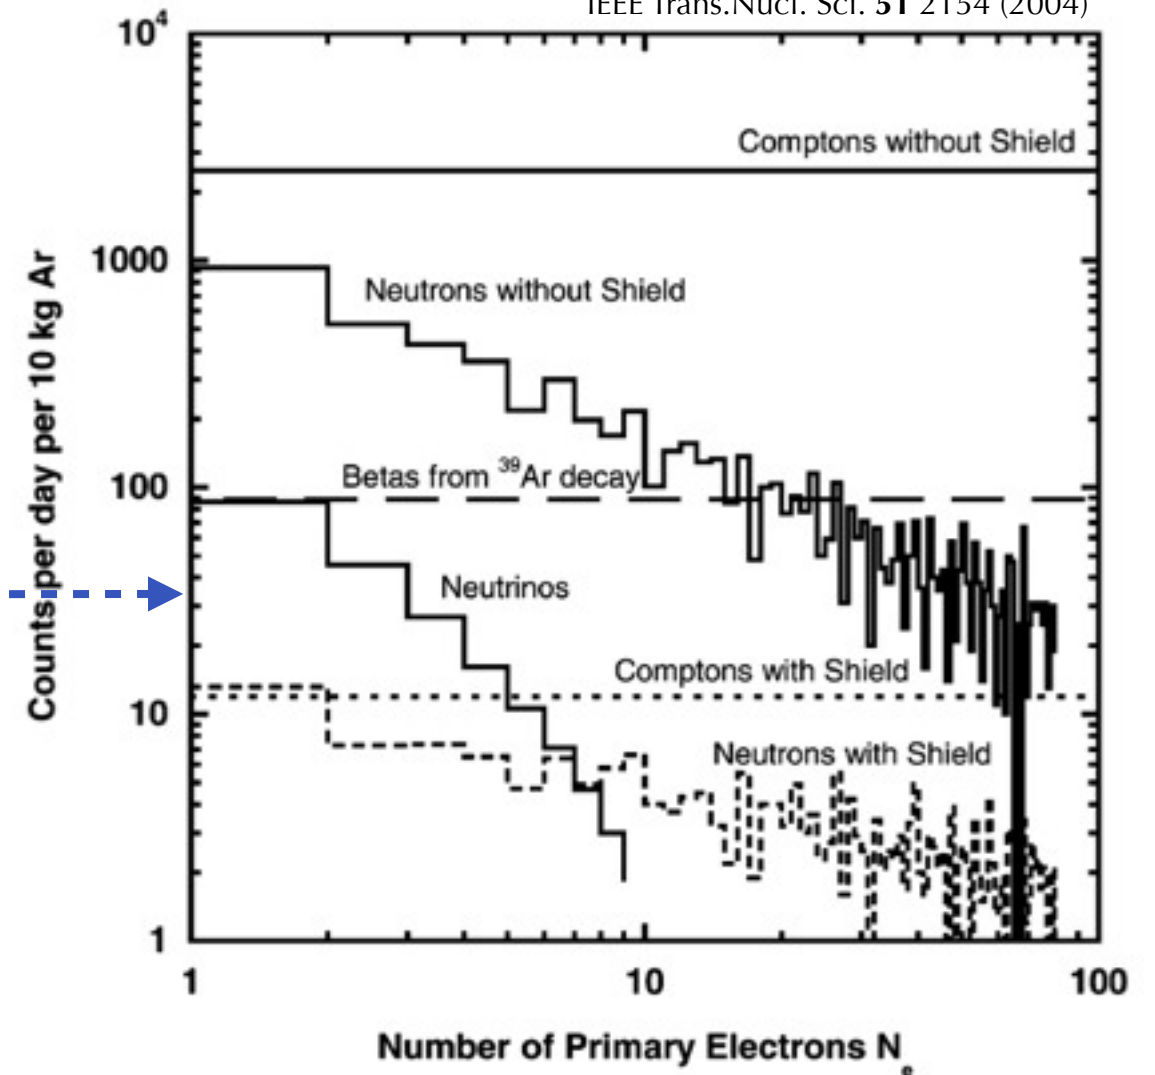 IEEE Trans.Nucl. Sci. 51 2154 (2004)
10⁴
Comptons without Shield
1000
Neutrons without Shield
Betas from ³⁹Ar decay
100
Neutrinos
Comptons with Shield
10
Neutrons with Shield
1
1 10 100
Counts per day per 10 kg Ar
Number of Primary Electrons Nₑ